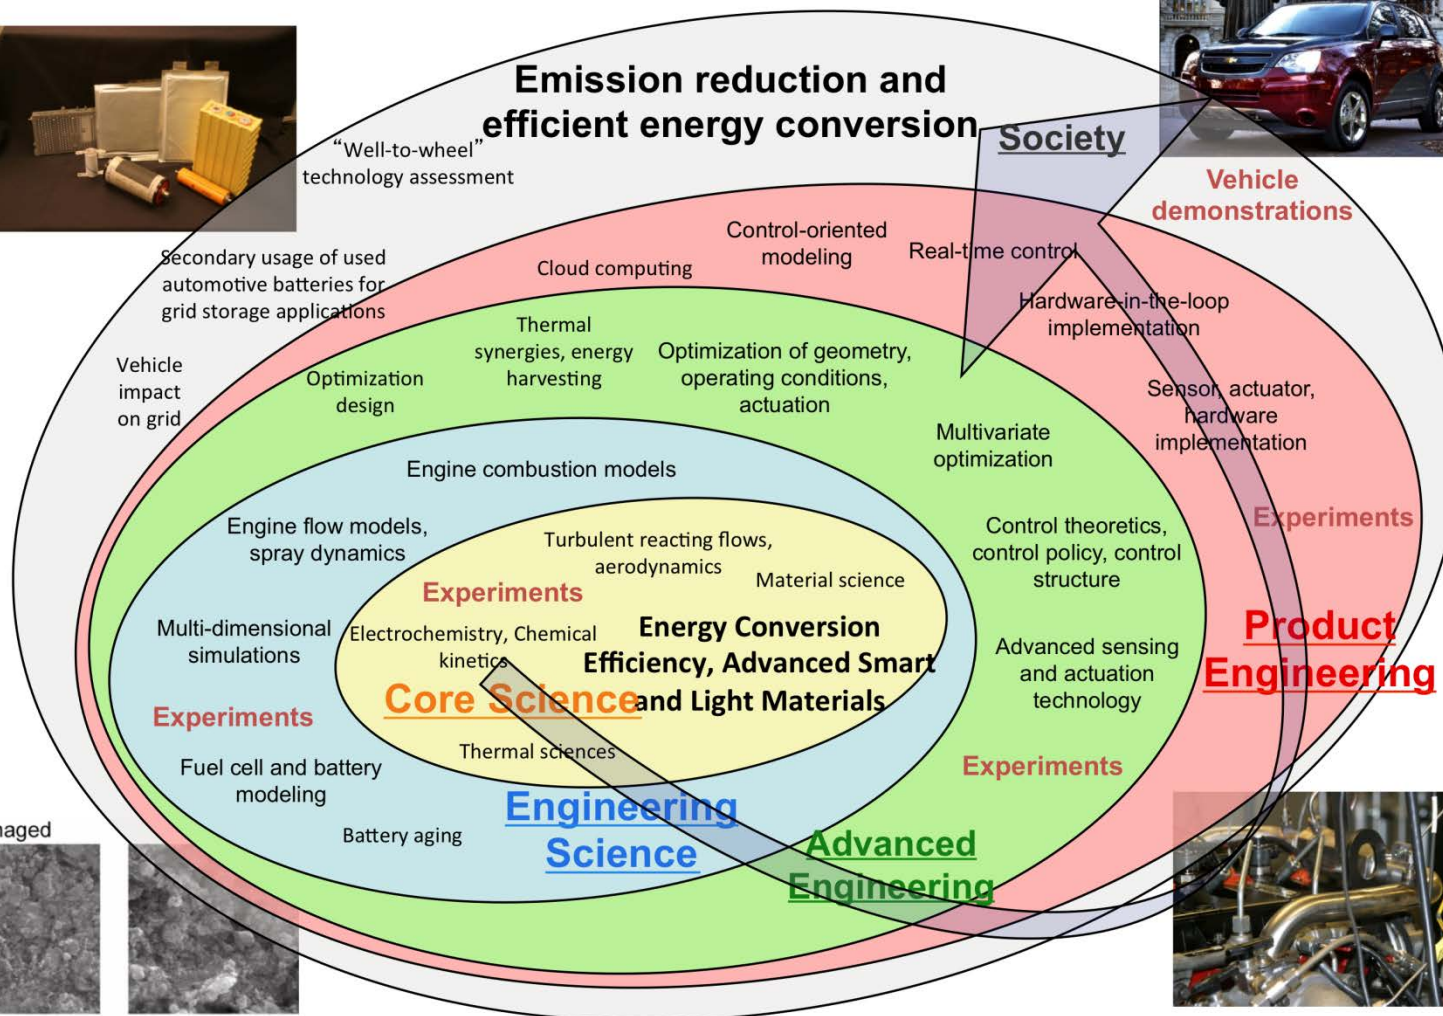 Emission reduction and
efficient energy conversion
Society
“Well-to-wheel”
technology assessment
Vehicle
demonstrations
Control-oriented
modeling
Real-time control
Secondary usage of used
automotive batteries for
grid storage applications
Cloud computing
Hardware-in-the-loop
implementation
Thermal
synergies, energy
harvesting
Optimization of geometry,
operating conditions,
actuation
Vehicle
impact
on grid
Optimization
design
Sensor, actuator,
hardware
implementation
Multivariate
optimization
Engine combustion models
Engine flow models,
spray dynamics
Turbulent reacting flows,
aerodynamics
Material science
Control theoretics,
control policy, control
structure
Experiments
Experiments
Multi-dimensional
simulations
Electrochemistry, Chemical
kinetics
Energy Conversion
Efficiency, Advanced Smart
and Light Materials
Core Science
Advanced sensing
and actuation
technology
Product
Engineering
Experiments
Thermal sciences
Experiments
Fuel cell and battery
modeling
Engineering
Science
Battery aging
Advanced
Engineering